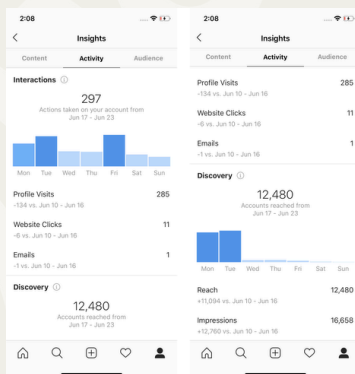 2:08
Insights
Content Activity Audience
Interactions
297
Actions taken on your account from
Jun 17 - Jun 23
Mon Tue Wed Thu Fri Sat Sun
Profile Visits 285
-134 vs. Jun 10 - Jun 16
Website Clicks 11
-6 vs. Jun 10 - Jun 16
Emails 1
-1 vs. Jun 10 - Jun 16
Discovery
12,480
Accounts reached from
Jun 17 - Jun 23
2:08
Insights
Content Activity Audience
Profile Visits 285
-134 vs. Jun 10 - Jun 16
Website Clicks 11
-6 vs. Jun 10 - Jun 16
Emails 1
-1 vs. Jun 10 - Jun 16
Discovery
12,480
Accounts reached from
Jun 17 - Jun 23
Mon Tue Wed Thu Fri Sat Sun
Reach 12,480
+11,094 vs. Jun 10 - Jun 16
Impressions 16,658
+12,760 vs. Jun 10 - Jun 16